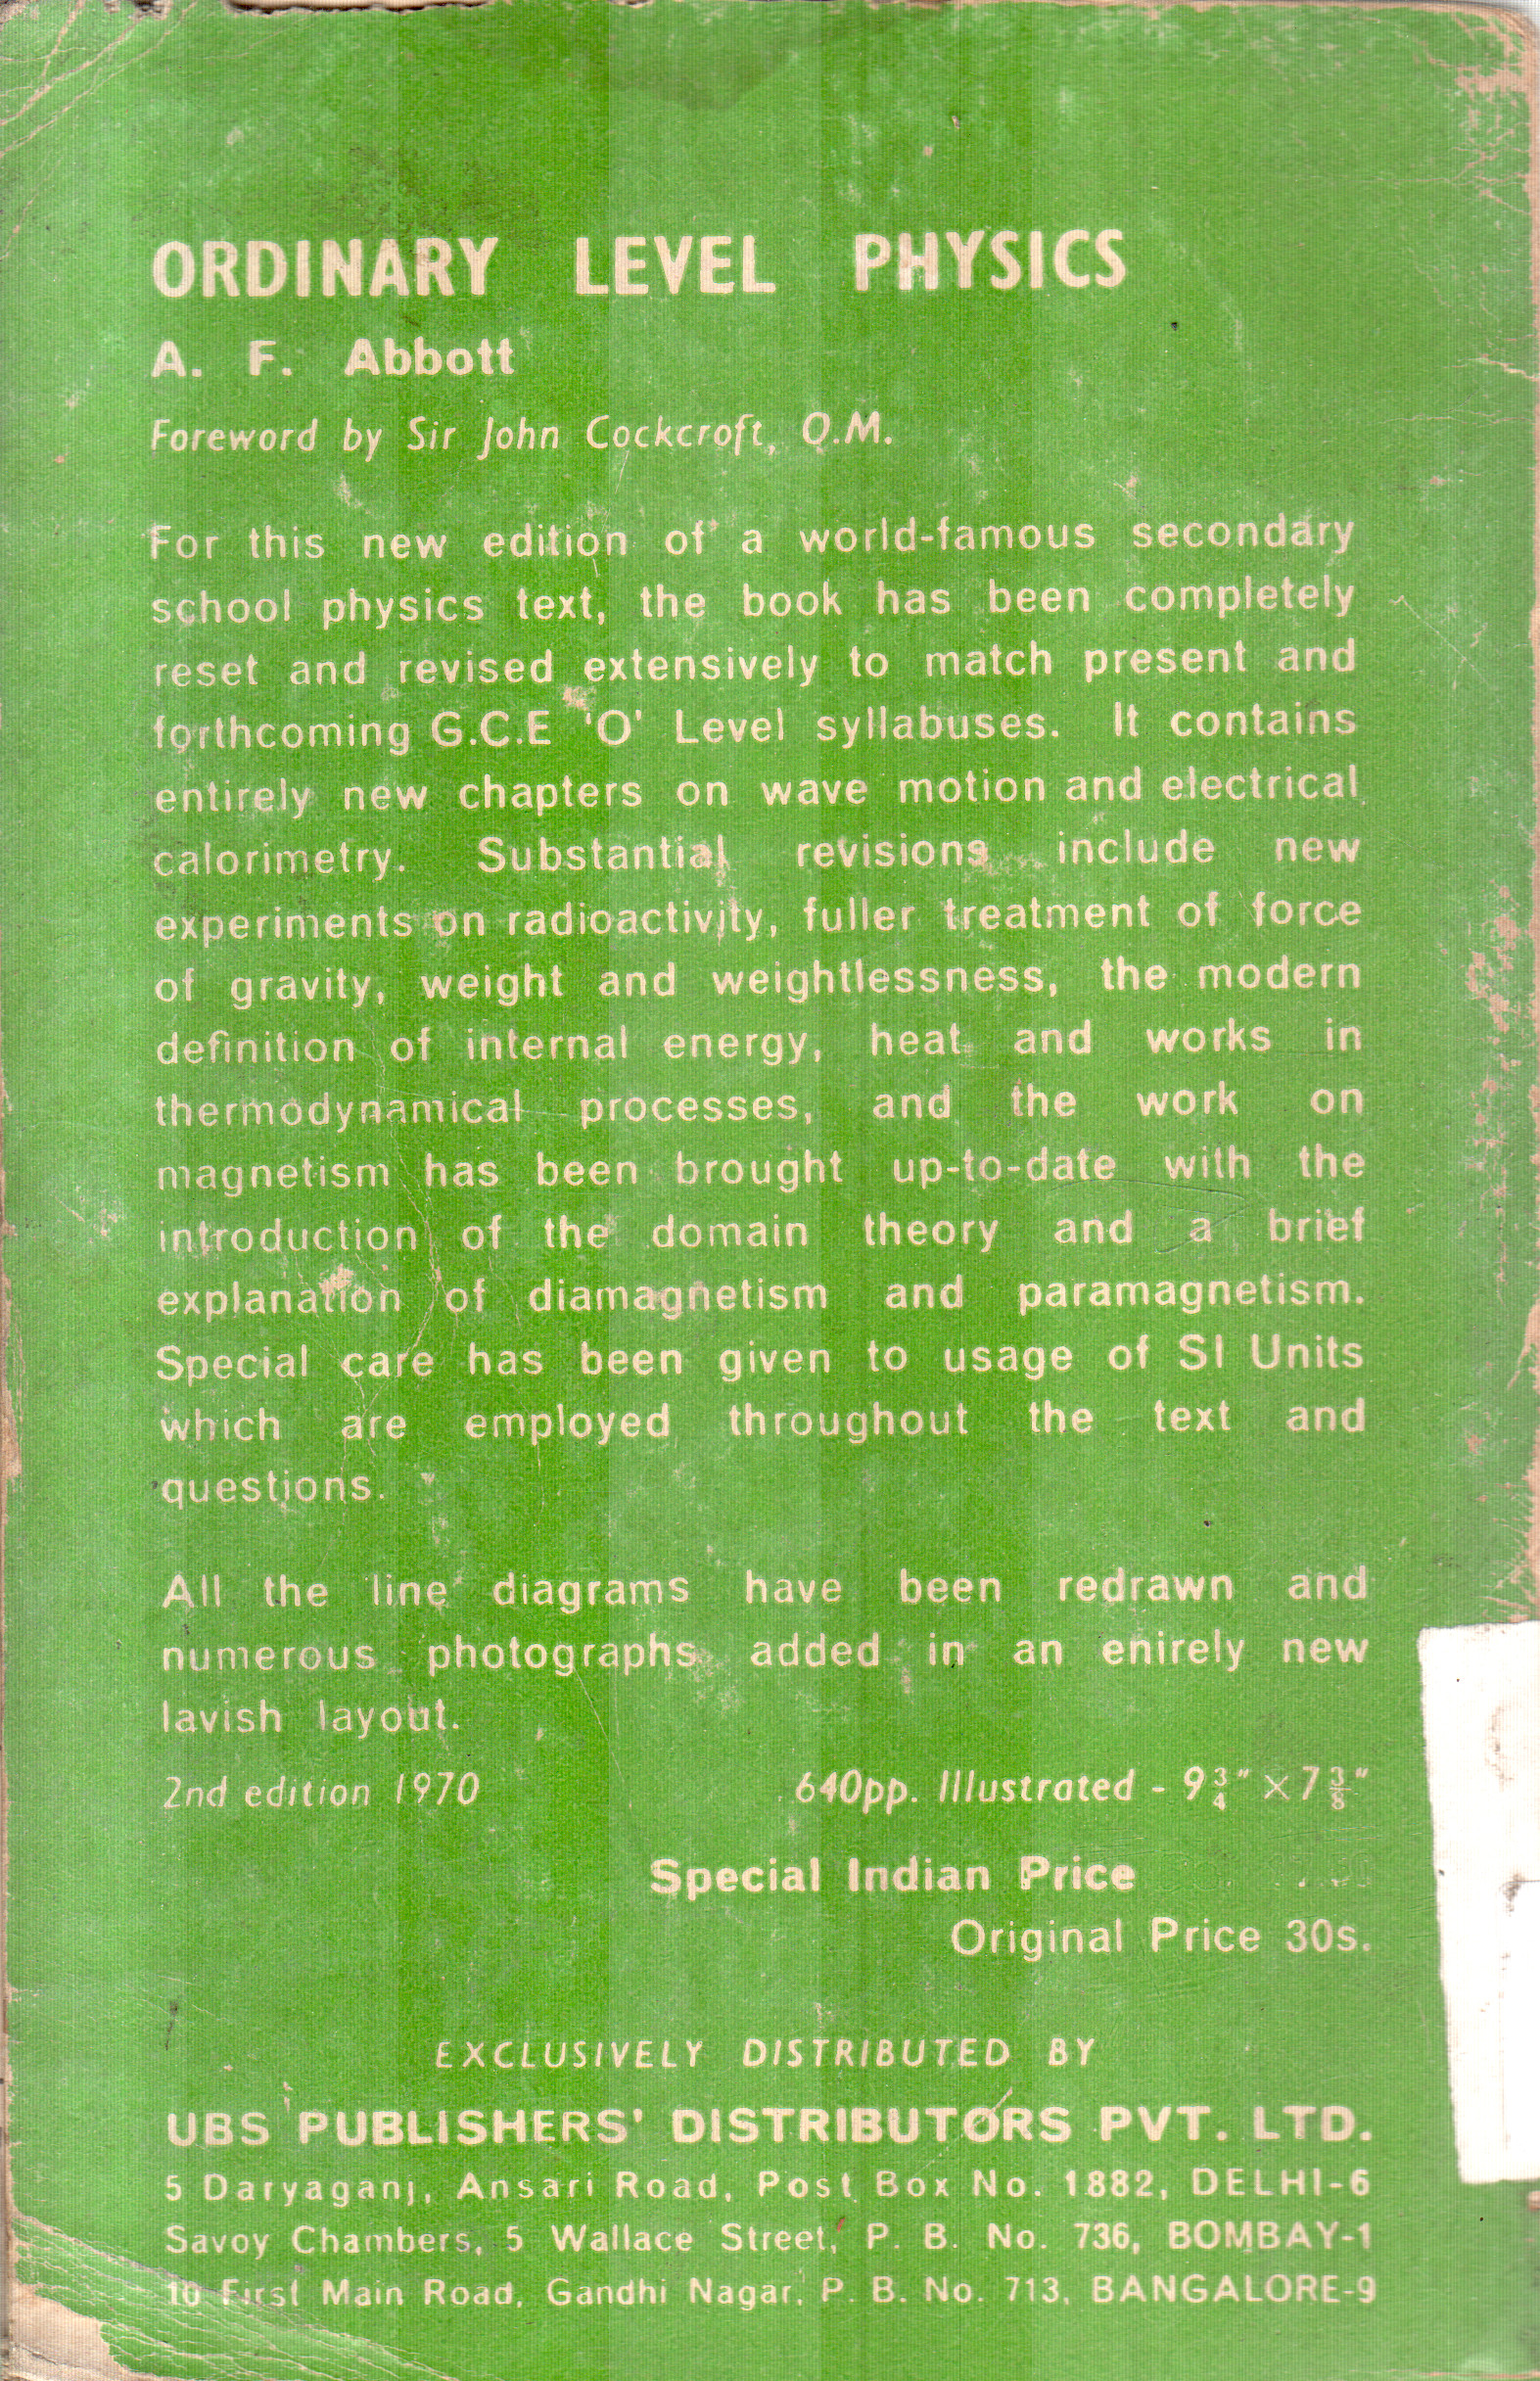 ORDINARY LEVEL PHYSICS
A. F. Abbott
Foreword by Sir John Cockcroft, O.M.
For this new edition of a world-famous secondary
school physics text, the book has been completely
reset and revised extensively to match present and
forthcoming G.C.E 'O' Level syllabuses. It contains
entirely new chapters on wave motion and electrical
calorimetry. Substantial revisions include new
experiments on radioactivity, fuller treatment of force
of gravity, weight and weightlessness, the modern
definition of internal energy, heat and works in
thermodynamical processes, and the work on
magnetism has been brought up-to-date with the
introduction of the domain theory and a brief
explanation of diamagnetism and paramagnetism.
Special care has been given to usage of SI Units
which are employed throughout the text and
questions.
All the line diagrams have been redrawn and
numerous photographs added in an enirely new
lavish layout.
2nd edition 1970 640pp. Illustrated - 9 3/4" × 7 3/8"
Special Indian Price
Original Price 30s.
EXCLUSIVELY DISTRIBUTED BY
UBS PUBLISHERS' DISTRIBUTORS PVT. LTD.
5 Daryaganj, Ansari Road, Post Box No. 1882, DELHI-6
Savoy Chambers, 5 Wallace Street, P. B. No. 736, BOMBAY-1
10 First Main Road, Gandhi Nagar, P. B. No. 713, BANGALORE-9